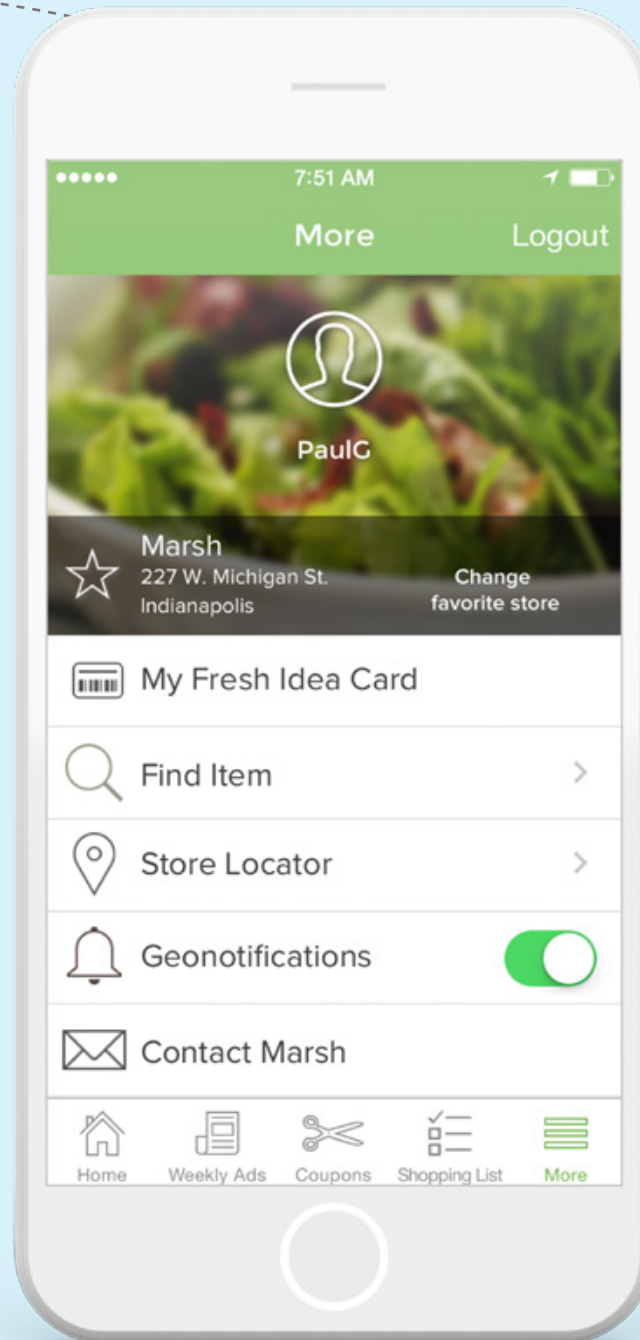 7:51 AM
More
Logout
PaulG
Marsh
227 W. Michigan St.
Indianapolis
Change
favorite store
My Fresh Idea Card
Find Item
Store Locator
Geonotifications
Contact Marsh
Home
Weekly Ads
Coupons
Shopping List
More